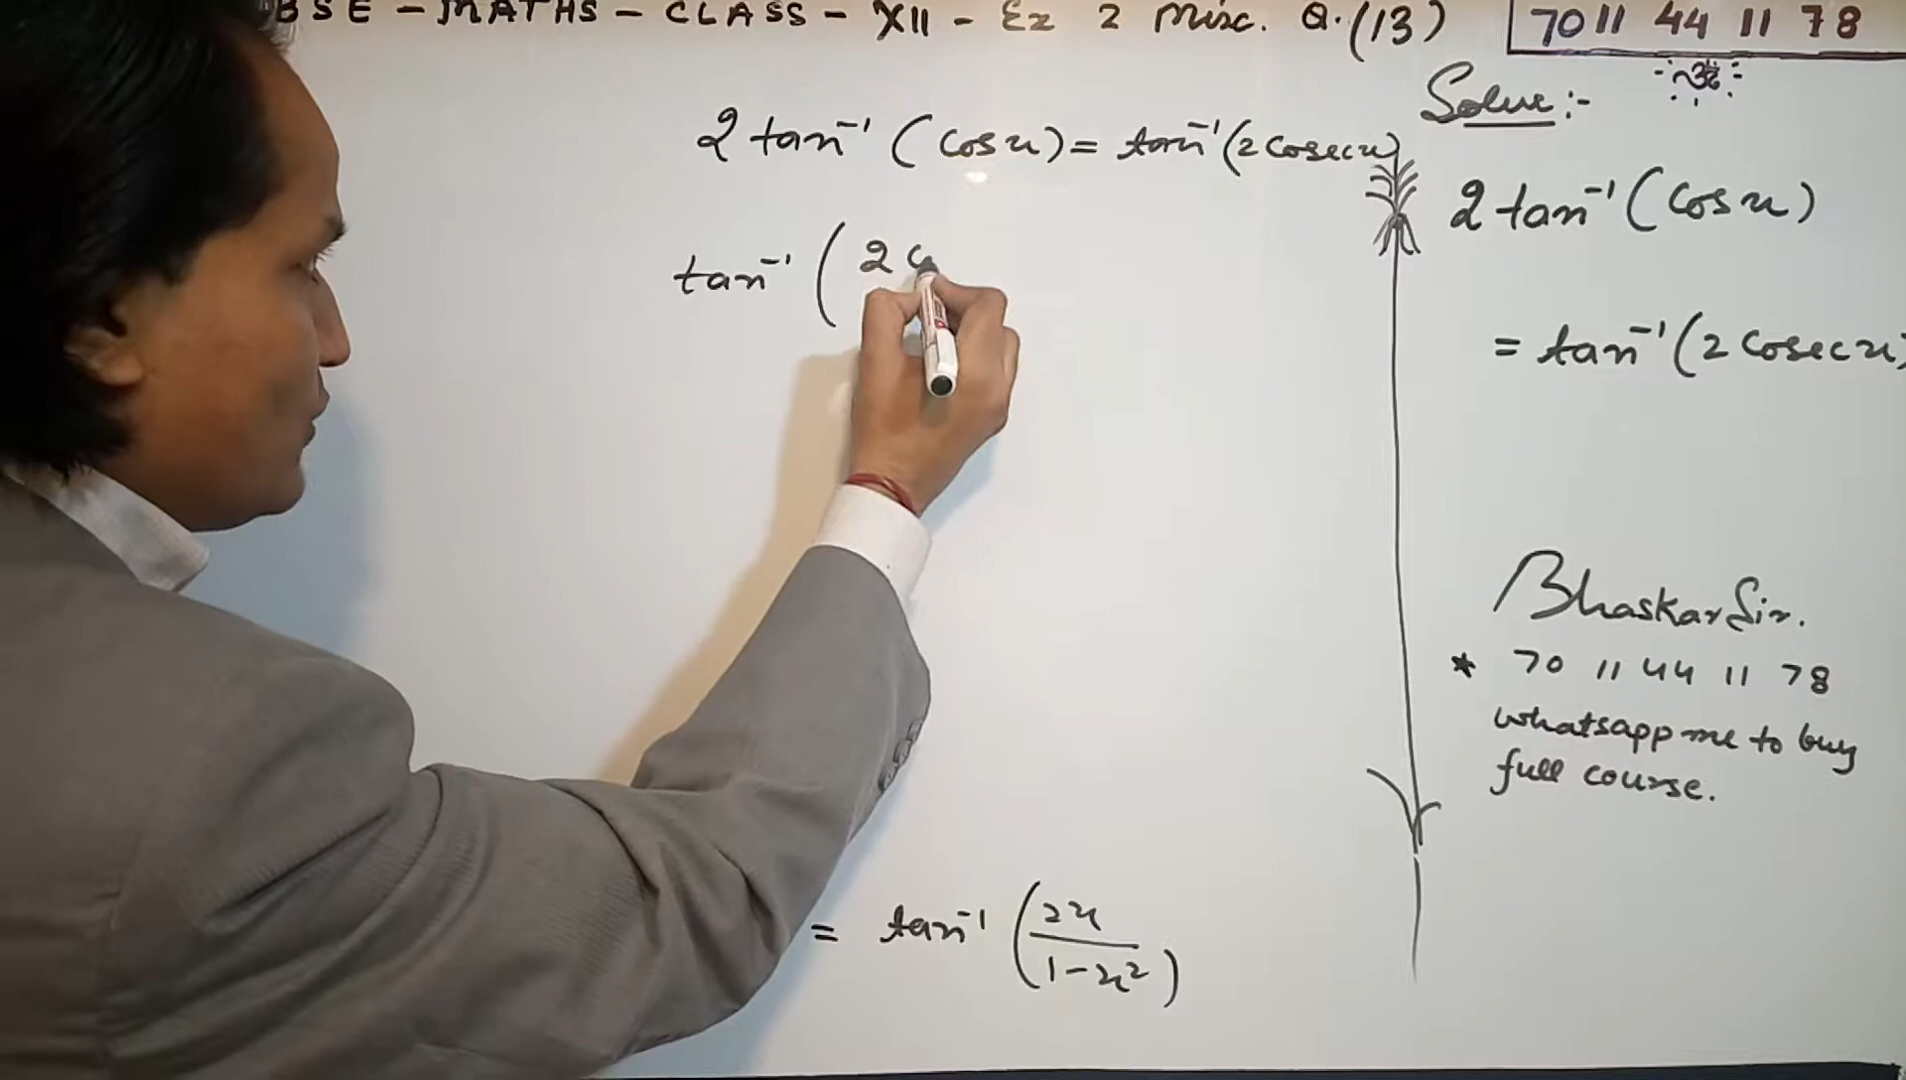 BSE - MATHS - CLASS - XII - Ex 2 Misc. Q.(13)
70 11 44 11 78
2 tan⁻¹ (cos x) = tan⁻¹ (2 cosec x)
tan⁻¹ ( 2 c
= tan⁻¹ ( 2x / 1 - x² )
Solve :-
2 tan⁻¹ (cos x)
= tan⁻¹ (2 cosec x)
Bhaskar Sir.
* 70 11 44 11 78
whatsapp me to buy
full course.